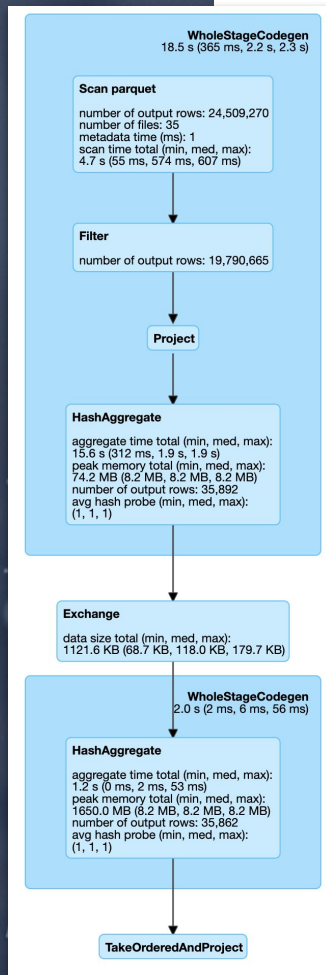 WholeStageCodegen
18.5 s (365 ms, 2.2 s, 2.3 s)
Scan parquet
number of output rows: 24,509,270
number of files: 35
metadata time (ms): 1
scan time total (min, med, max):
4.7 s (55 ms, 574 ms, 607 ms)
Filter
number of output rows: 19,790,665
Project
HashAggregate
aggregate time total (min, med, max):
15.6 s (312 ms, 1.9 s, 1.9 s)
peak memory total (min, med, max):
74.2 MB (8.2 MB, 8.2 MB, 8.2 MB)
number of output rows: 35,892
avg hash probe (min, med, max):
(1, 1, 1)
Exchange
data size total (min, med, max):
1121.6 KB (68.7 KB, 118.0 KB, 179.7 KB)
WholeStageCodegen
2.0 s (2 ms, 6 ms, 56 ms)
HashAggregate
aggregate time total (min, med, max):
1.2 s (0 ms, 2 ms, 53 ms)
peak memory total (min, med, max):
1650.0 MB (8.2 MB, 8.2 MB, 8.2 MB)
number of output rows: 35,862
avg hash probe (min, med, max):
(1, 1, 1)
TakeOrderedAndProject